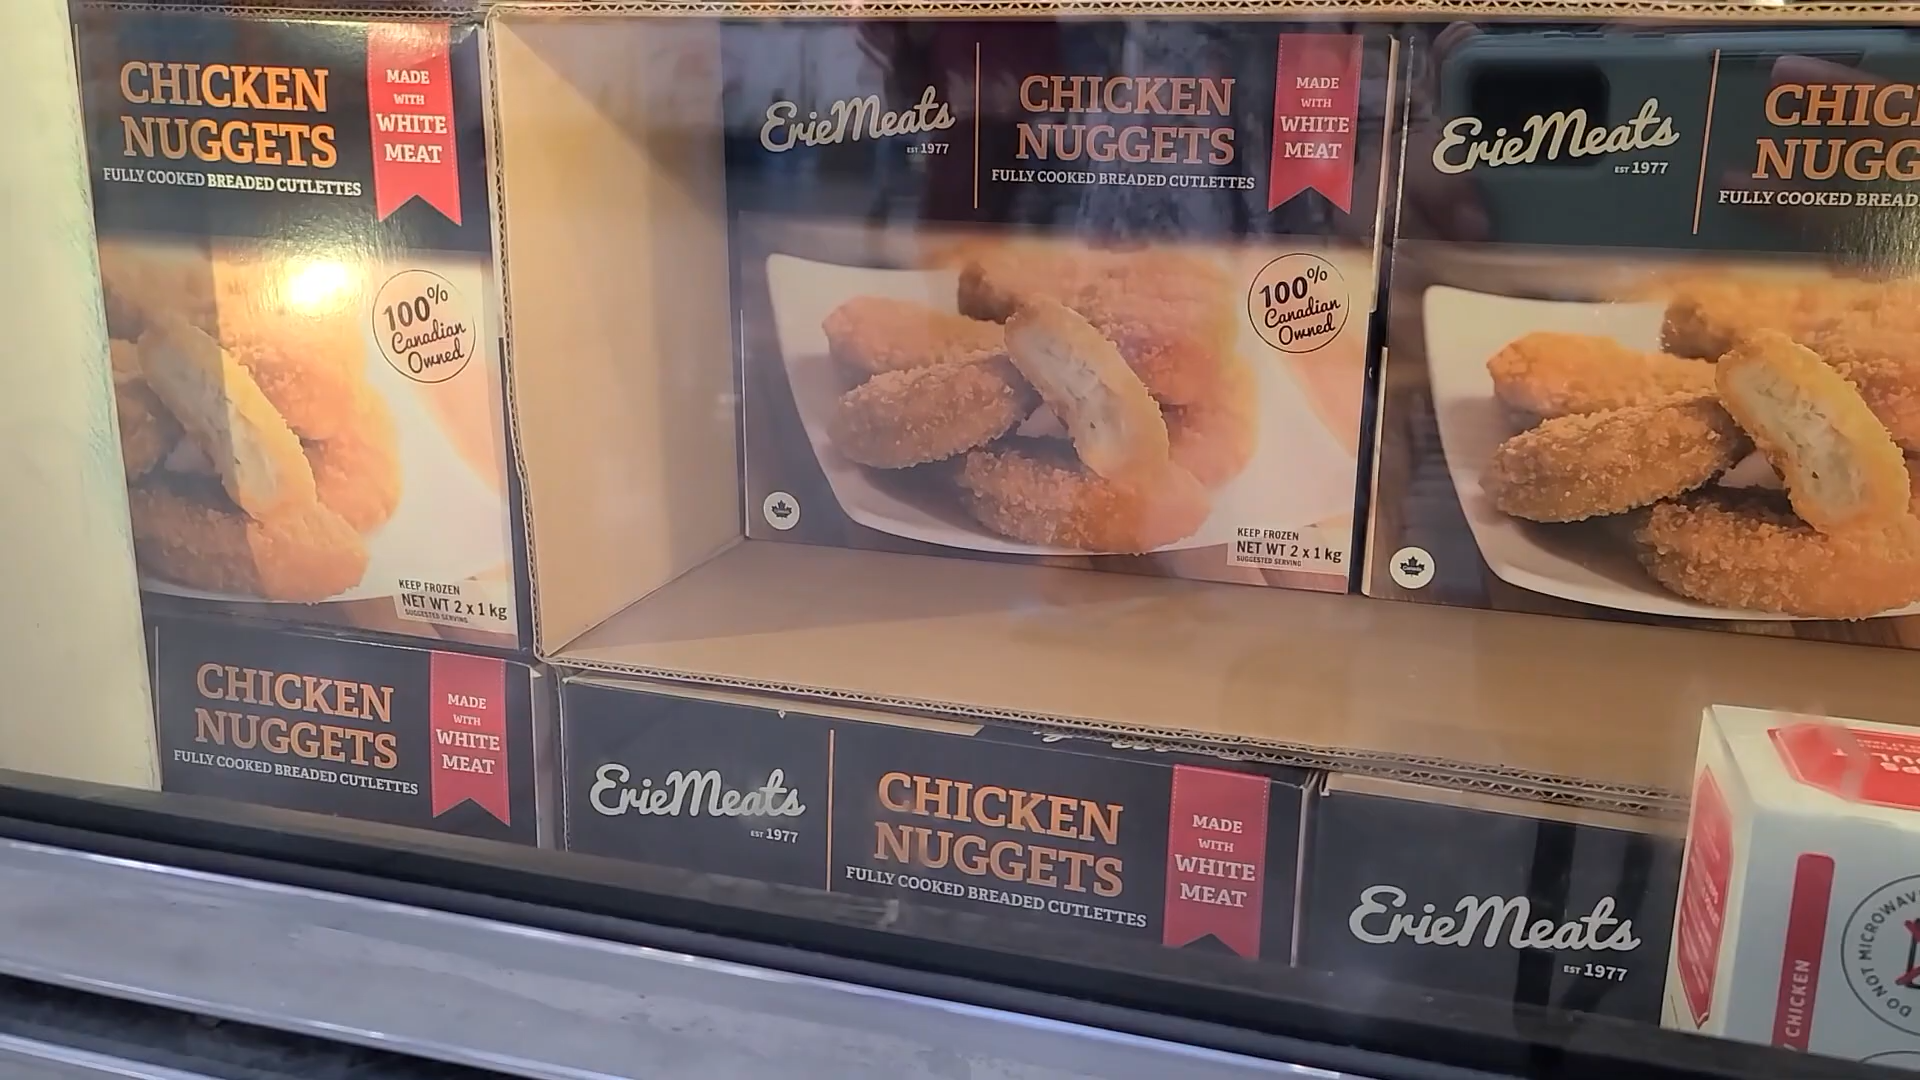 CHICKEN
NUGGETS
FULLY COOKED BREADED CUTLETTES
MADE
WITH
WHITE
MEAT
100%
Canadian
Owned
KEEP FROZEN
NET WT 2 x 1 kg
SUGGESTED SERVING
ErieMeats
EST 1977
CHICKEN
NUGGETS
FULLY COOKED BREADED CUTLETTES
MADE
WITH
WHITE
MEAT
100%
Canadian
Owned
KEEP FROZEN
NET WT 2 x 1 kg
SUGGESTED SERVING
ErieMeats
EST 1977
CHIC
NUGG
FULLY COOKED BREAD
CHICKEN
NUGGETS
FULLY COOKED BREADED CUTLETTES
MADE
WITH
WHITE
MEAT
ErieMeats
EST 1977
CHICKEN
NUGGETS
FULLY COOKED BREADED CUTLETTES
MADE
WITH
WHITE
MEAT
ErieMeats
EST 1977
CHICKEN
DO NOT MICROWAV